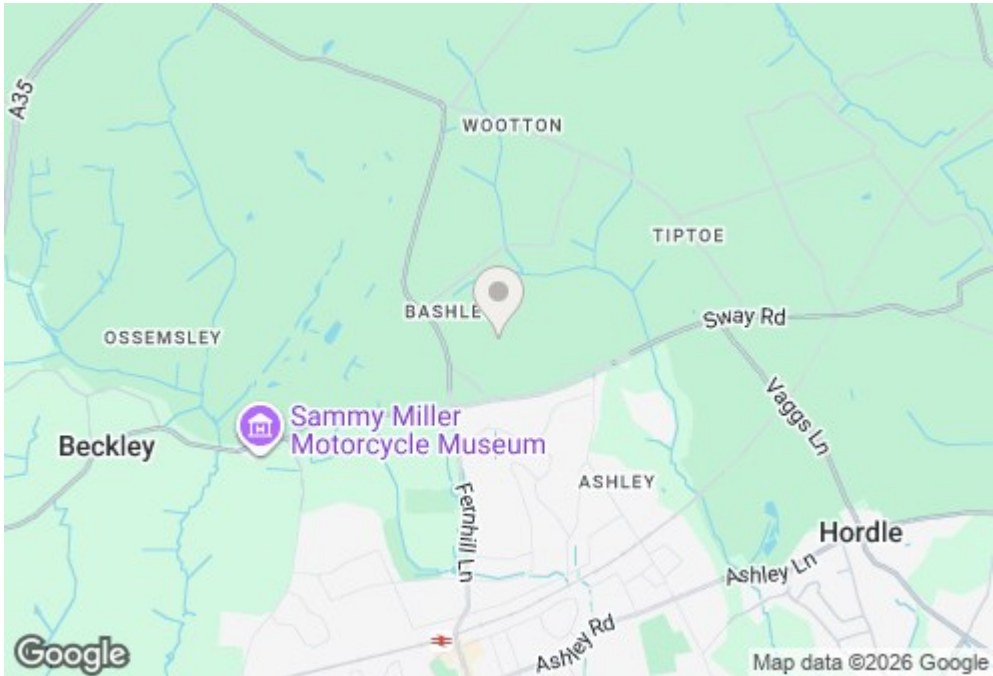 A35
WOOTTON
TIPTOE
BASHLE
Sway Rd
OSSEMSLEY
Vaggs Ln
Sammy Miller
Motorcycle Museum
Beckley
ASHLEY
Fernhill Ln
Hordle
Ashley Ln
Ashley Rd
Google
Map data ©2026 Google